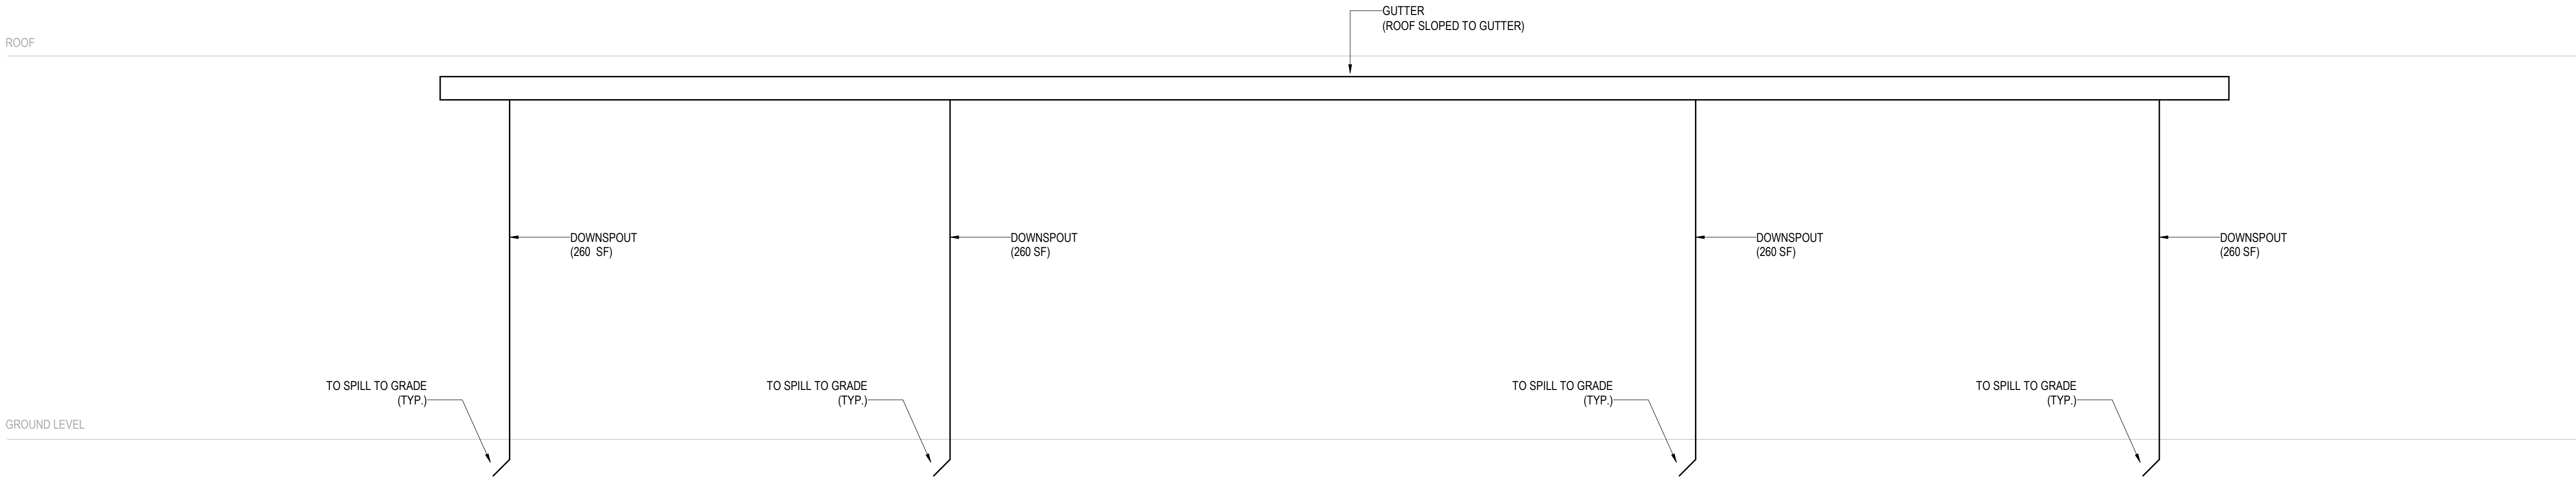 GUTTER
(ROOF SLOPED TO GUTTER)
ROOF
DOWNSPOUT
(260  SF)
DOWNSPOUT
(260 SF)
DOWNSPOUT
(260 SF)
DOWNSPOUT
(260 SF)
TO SPILL TO GRADE
(TYP.)
TO SPILL TO GRADE
(TYP.)
TO SPILL TO GRADE
(TYP.)
TO SPILL TO GRADE
(TYP.)
GROUND LEVEL